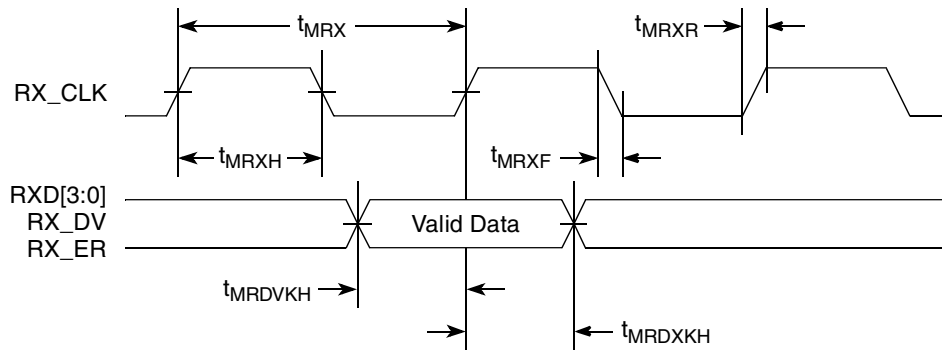 tMRX
tMRXR
RX_CLK
tMRXH
tMRXF
RXD[3:0]
RX_DV
Valid Data
RX_ER
tMRDVKH
tMRDXKH